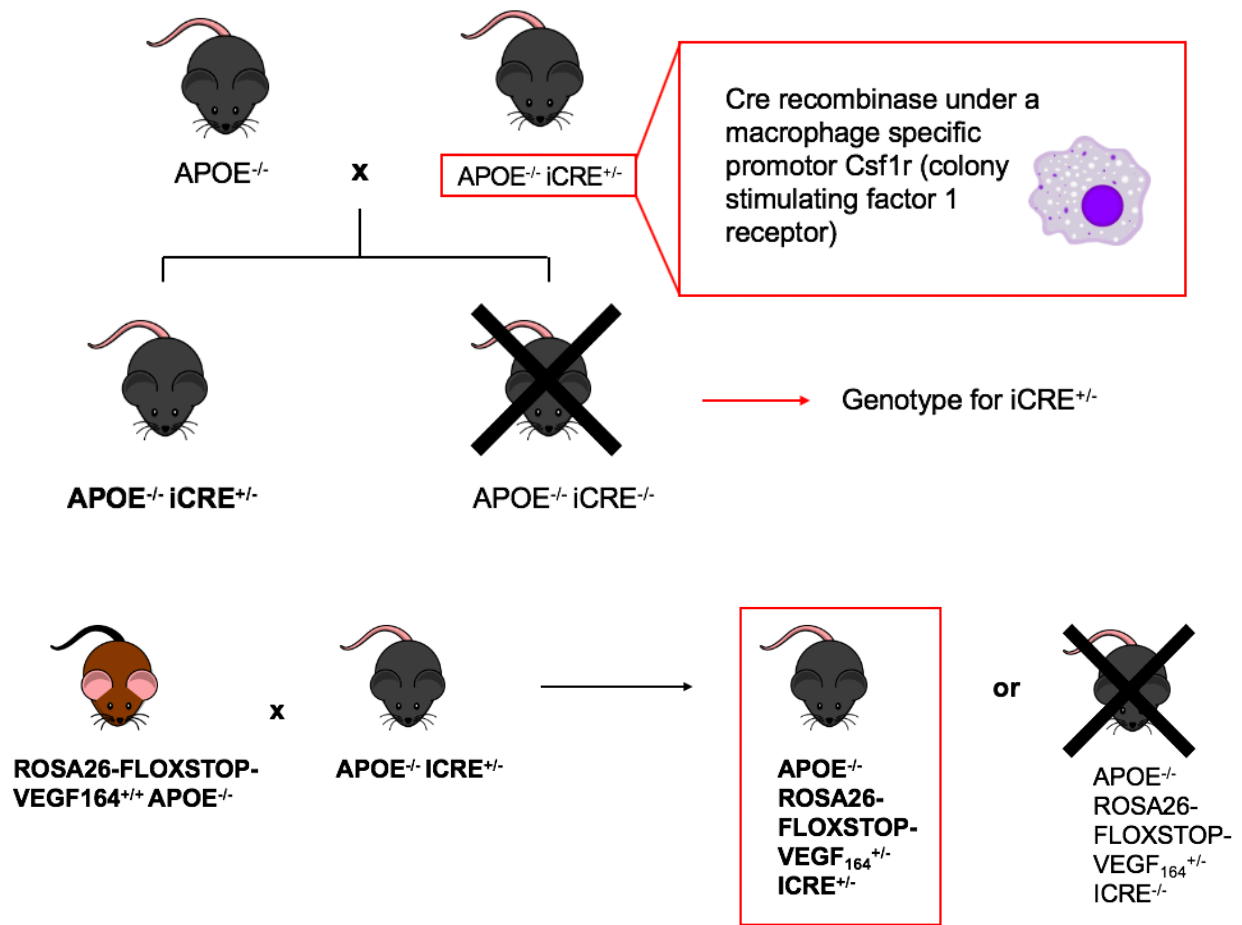 Cre recombinase under a
macrophage specific
promotor Csf1r (colony
stimulating factor 1
receptor)
APOE-/-
x
APOE-/- iCRE+/-
Genotype for iCRE+/-
APOE-/- iCRE+/-
APOE-/- iCRE-/-
ROSA26-FLOXSTOP-
VEGF164+/+ APOE-/-
x
APOE-/- ICRE+/-
APOE-/-
ROSA26-
FLOXSTOP-
VEGF164+/-
ICRE+/-
or
APOE-/-
ROSA26-
FLOXSTOP-
VEGF164+/-
ICRE-/-